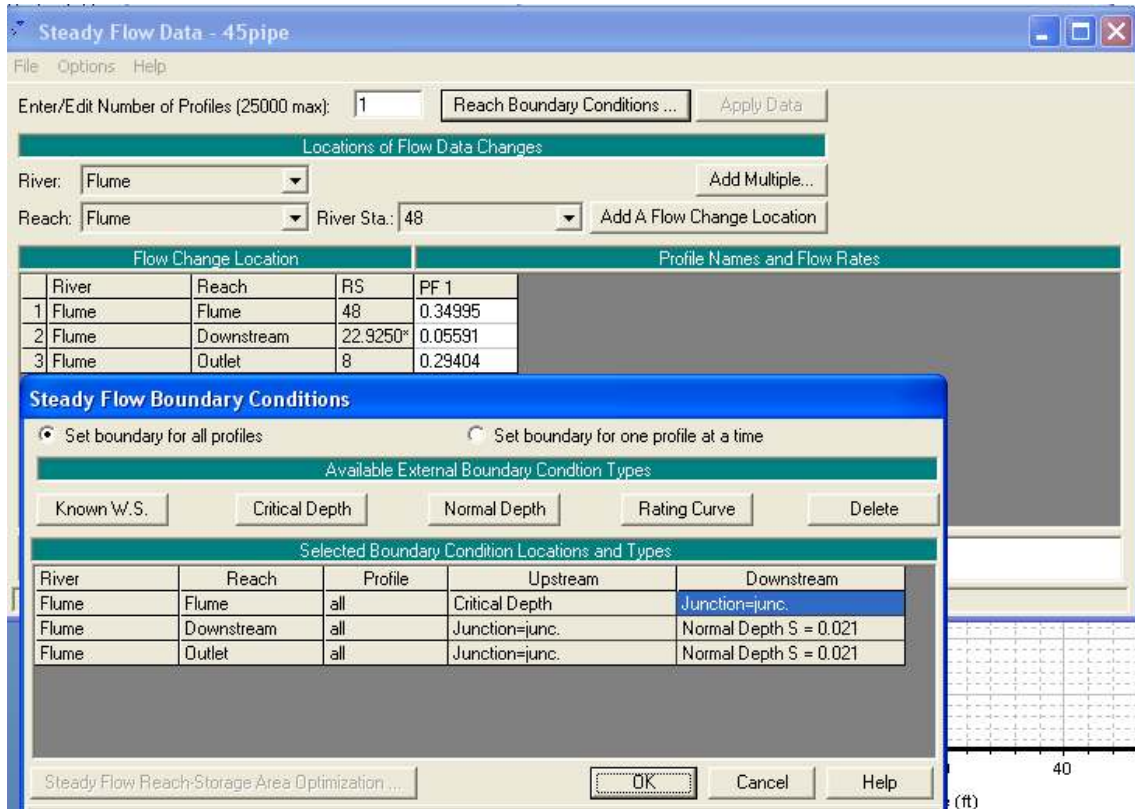 Steady Flow Data - 45pipe
File Options Help
Enter/Edit Number of Profiles (25000 max): 1 Reach Boundary Conditions ... Apply Data
Locations of Flow Data Changes
River: Flume Add Multiple...
Reach: Flume River Sta.: 48 Add A Flow Change Location
Flow Change Location Profile Names and Flow Rates
River Reach RS PF 1
1 Flume Flume 48 0.34995
2 Flume Downstream 22.9250* 0.05591
3 Flume Outlet 8 0.29404
Steady Flow Boundary Conditions
Set boundary for all profiles Set boundary for one profile at a time
Available External Boundary Condtion Types
Known W.S. Critical Depth Normal Depth Rating Curve Delete
Selected Boundary Condition Locations and Types
River Reach Profile Upstream Downstream
Flume Flume all Critical Depth Junction=junc.
Flume Downstream all Junction=junc. Normal Depth S = 0.021
Flume Outlet all Junction=junc. Normal Depth S = 0.021
Steady Flow Reach-Storage Area Optimization ... OK Cancel Help
40
(ft)